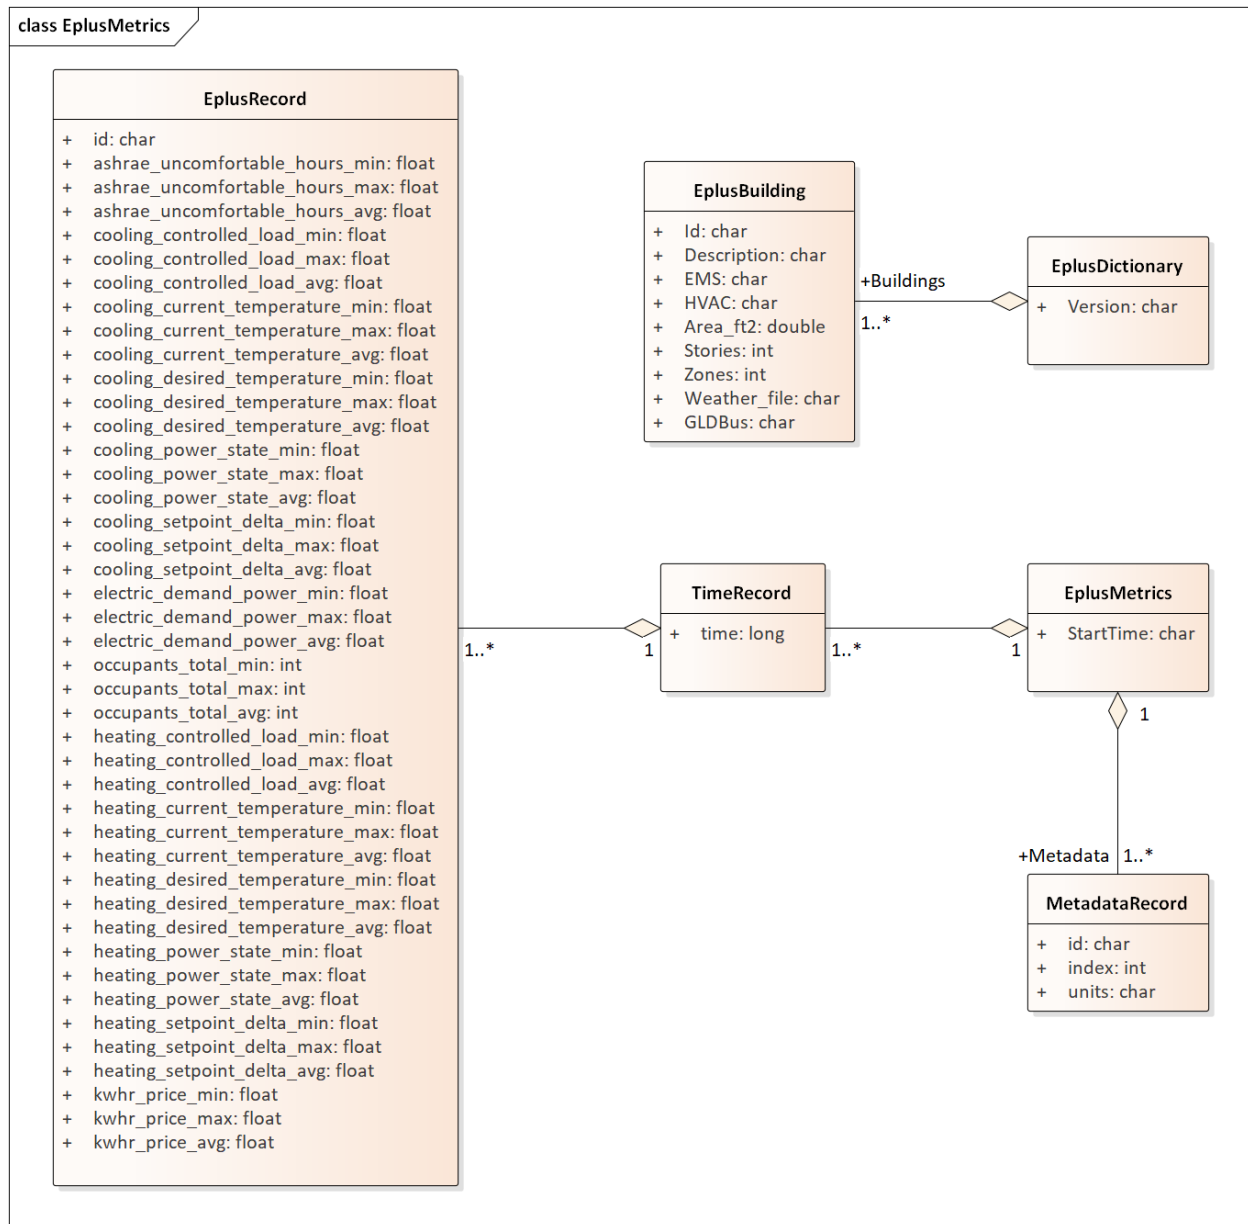 class EplusMetrics
EplusRecord
+ id: char
+ ashrae_uncomfortable_hours_min: float
+ ashrae_uncomfortable_hours_max: float
+ ashrae_uncomfortable_hours_avg: float
+ cooling_controlled_load_min: float
+ cooling_controlled_load_max: float
+ cooling_controlled_load_avg: float
+ cooling_current_temperature_min: float
+ cooling_current_temperature_max: float
+ cooling_current_temperature_avg: float
+ cooling_desired_temperature_min: float
+ cooling_desired_temperature_max: float
+ cooling_desired_temperature_avg: float
+ cooling_power_state_min: float
+ cooling_power_state_max: float
+ cooling_power_state_avg: float
+ cooling_setpoint_delta_min: float
+ cooling_setpoint_delta_max: float
+ cooling_setpoint_delta_avg: float
+ electric_demand_power_min: float
+ electric_demand_power_max: float
+ electric_demand_power_avg: float
+ occupants_total_min: int
+ occupants_total_max: int
+ occupants_total_avg: int
+ heating_controlled_load_min: float
+ heating_controlled_load_max: float
+ heating_controlled_load_avg: float
+ heating_current_temperature_min: float
+ heating_current_temperature_max: float
+ heating_current_temperature_avg: float
+ heating_desired_temperature_min: float
+ heating_desired_temperature_max: float
+ heating_desired_temperature_avg: float
+ heating_power_state_min: float
+ heating_power_state_max: float
+ heating_power_state_avg: float
+ heating_setpoint_delta_min: float
+ heating_setpoint_delta_max: float
+ heating_setpoint_delta_avg: float
+ kwhr_price_min: float
+ kwhr_price_max: float
+ kwhr_price_avg: float
EplusBuilding
+ Id: char
+ Description: char
+ EMS: char
+ HVAC: char
+ Area_ft2: double
+ Stories: int
+ Zones: int
+ Weather_file: char
+ GLDBus: char
+Buildings
1..*
EplusDictionary
+ Version: char
1..*
1
TimeRecord
+ time: long
1..*
1
EplusMetrics
+ StartTime: char
1
+Metadata 1..*
MetadataRecord
+ id: char
+ index: int
+ units: char